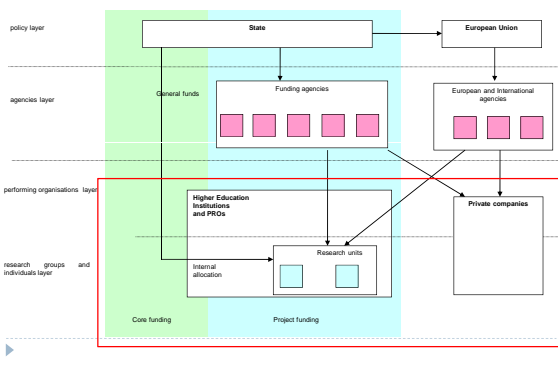 policy layer
State
European Union
agencies layer
General funds
Funding agencies
European and International
agencies
performing organisations layer
Higher Education
Institutions
and PROs
Private companies
research groups and
individuals layer
Internal
allocation
Research units
Core funding
Project funding